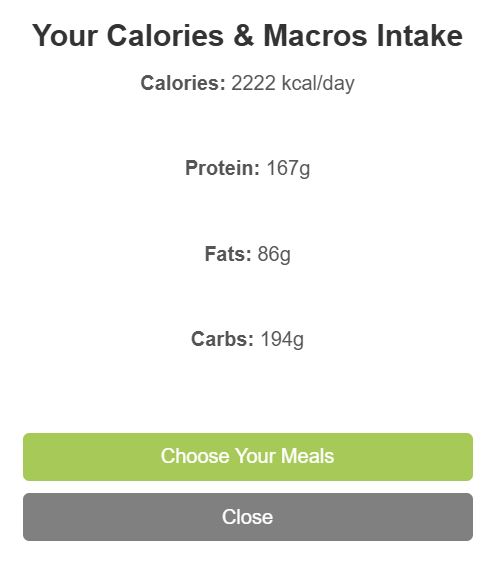 Your Calories & Macros Intake
Calories: 2222 kcal/day
Protein: 167g
Fats: 86g
Carbs: 194g
Choose Your Meals
Close